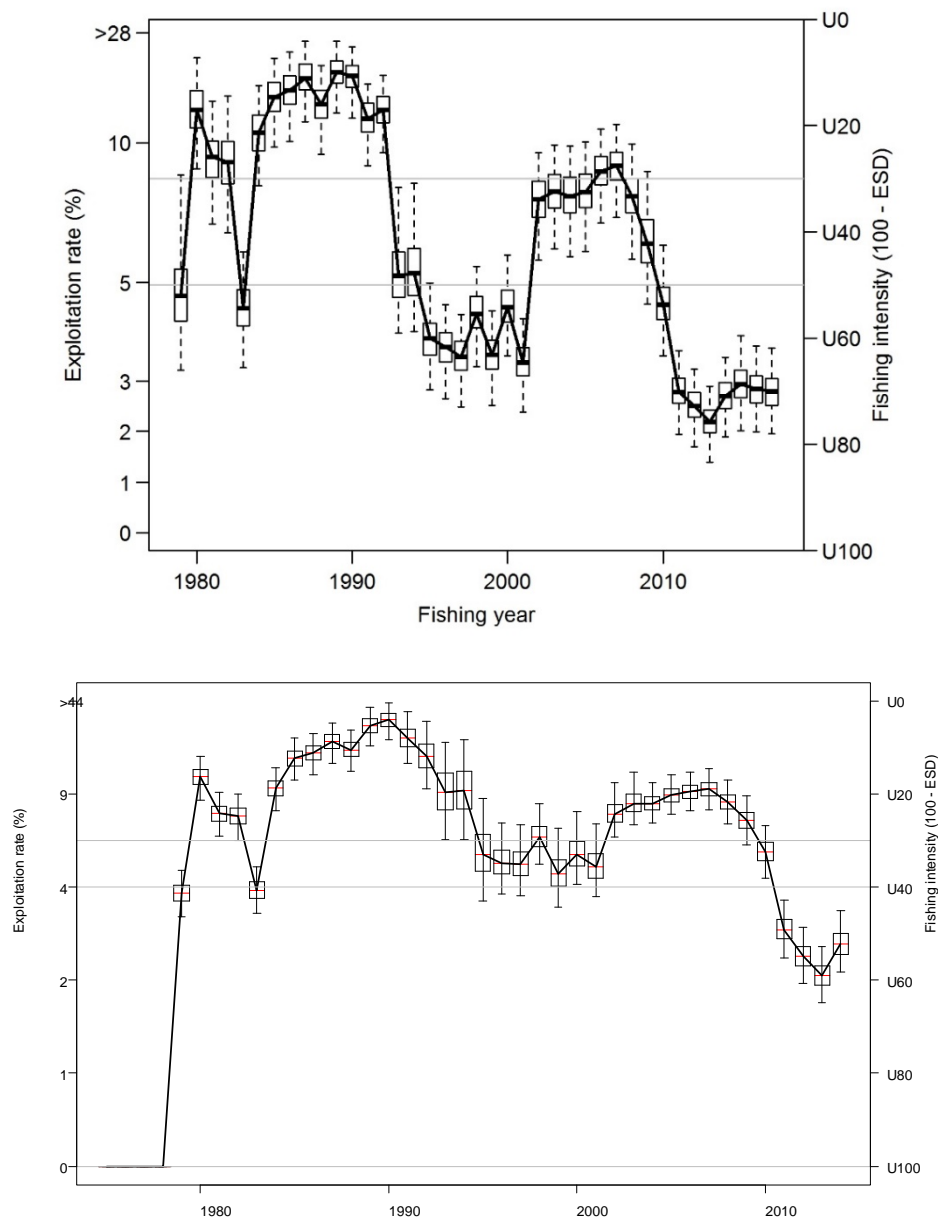 >28
10
5
3
2
1
0
Exploitation rate (%)
U0
U20
U40
U60
U80
U100
Fishing intensity (100 - ESD)
1980 1990 2000 2010
Fishing year
>44
9
4
2
1
0
Exploitation rate (%)
U0
U20
U40
U60
U80
U100
Fishing intensity (100 - ESD)
1980 1990 2000 2010